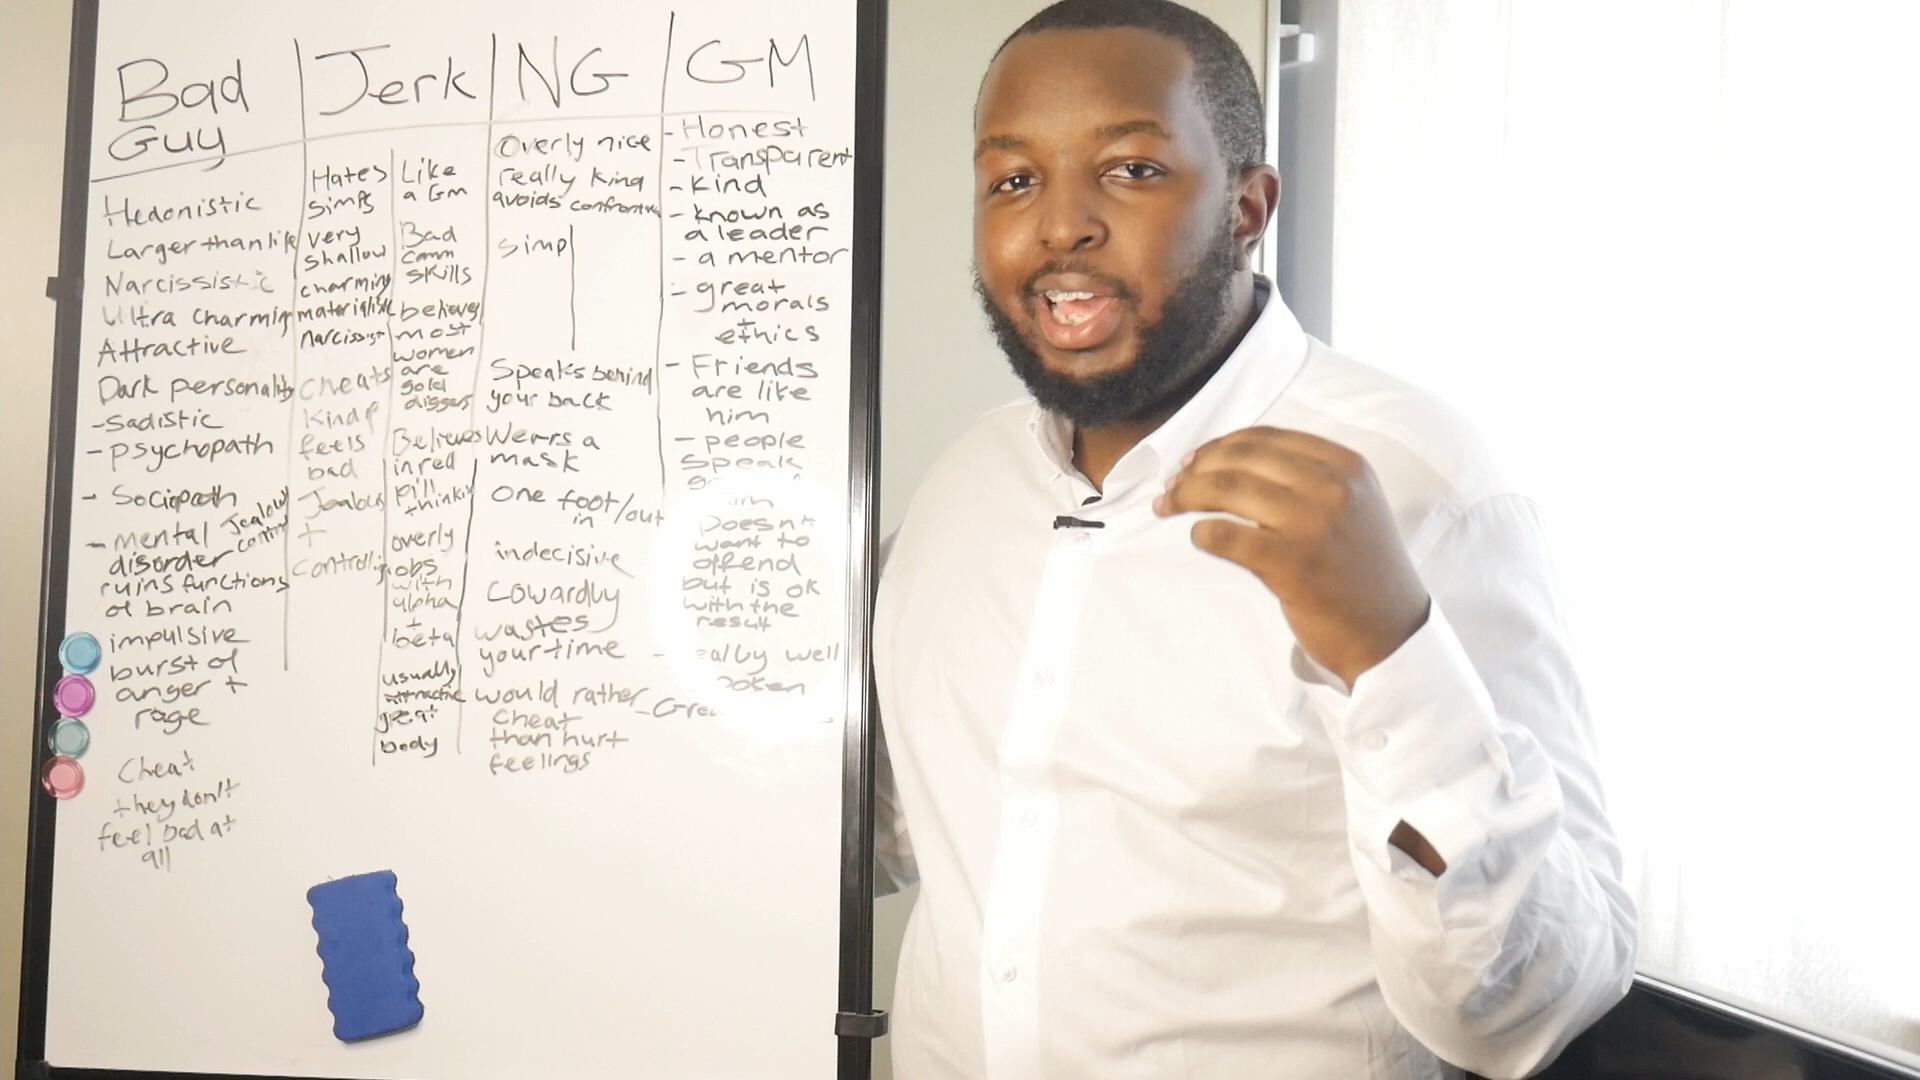 Bad
Guy
Hedonistic
Larger than life
Narcissistic
Ultra charming
Attractive
Dark personality
-Sadistic
-Psychopath
- Sociopath
- Mental
disorder
Jealous
control
ruins functions
of brain
impulsive
burst of
anger +
rage
Cheat
they don't
feel bad at
all
Jerk
Hates
simps
very
shallow
charming
materialistic
Narcissist
cheats
kind of
feels
bad
Jealous
+
controlling
Like
a GM
Bad
comm
skills
believes
most
women
are
gold
diggers
Believes
in red
pill
thinking
overly
obs
with
alpha
+
beta
usually
attractive
great
body
NG
Overly nice
really kind
avoids
Simp
Speaks behind
your back
Wears a
mask
One foot/out
in
indecisive
Cowardly
wastes
your time
would rather
cheat
than hurt
feelings
GM
- Honest
- Transparent
- kind
- known as
a leader
- a mentor
- great
morals
+
ethics
- Friends
are like
him
- people
speak
Doesnt
want to
offend
but is ok
with the
result
well